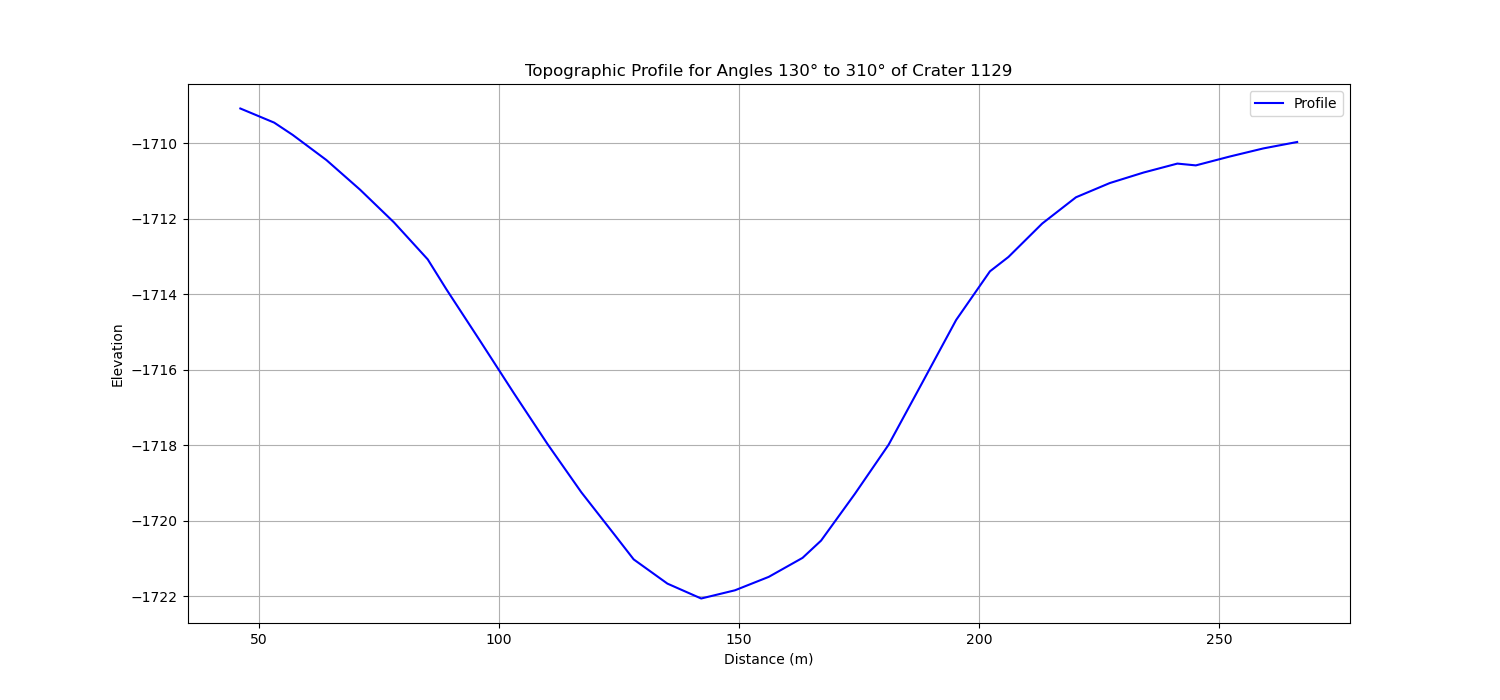 Topographic Profile for Angles 130° to 310° of Crater 1129
Profile
−1710
−1712
−1714
−1716
−1718
−1720
−1722
Elevation
50 100 150 200 250
Distance (m)